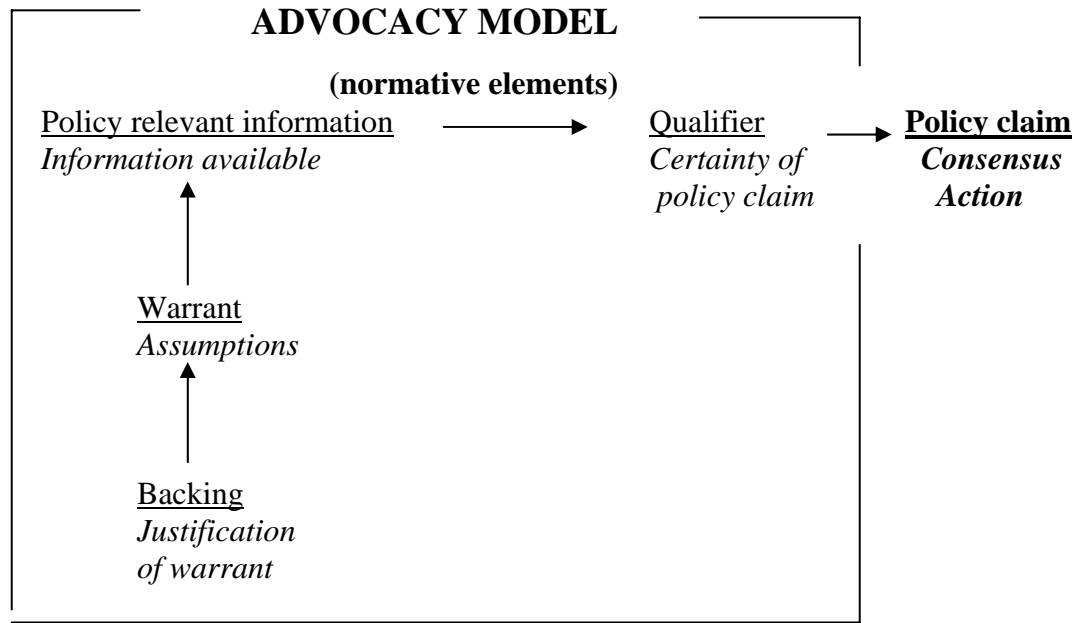 ADVOCACY MODEL
(normative elements)
Policy relevant information
Information available
Qualifier
Certainty of
policy claim
Policy claim
Consensus
Action
Warrant
Assumptions
Backing
Justification
of warrant